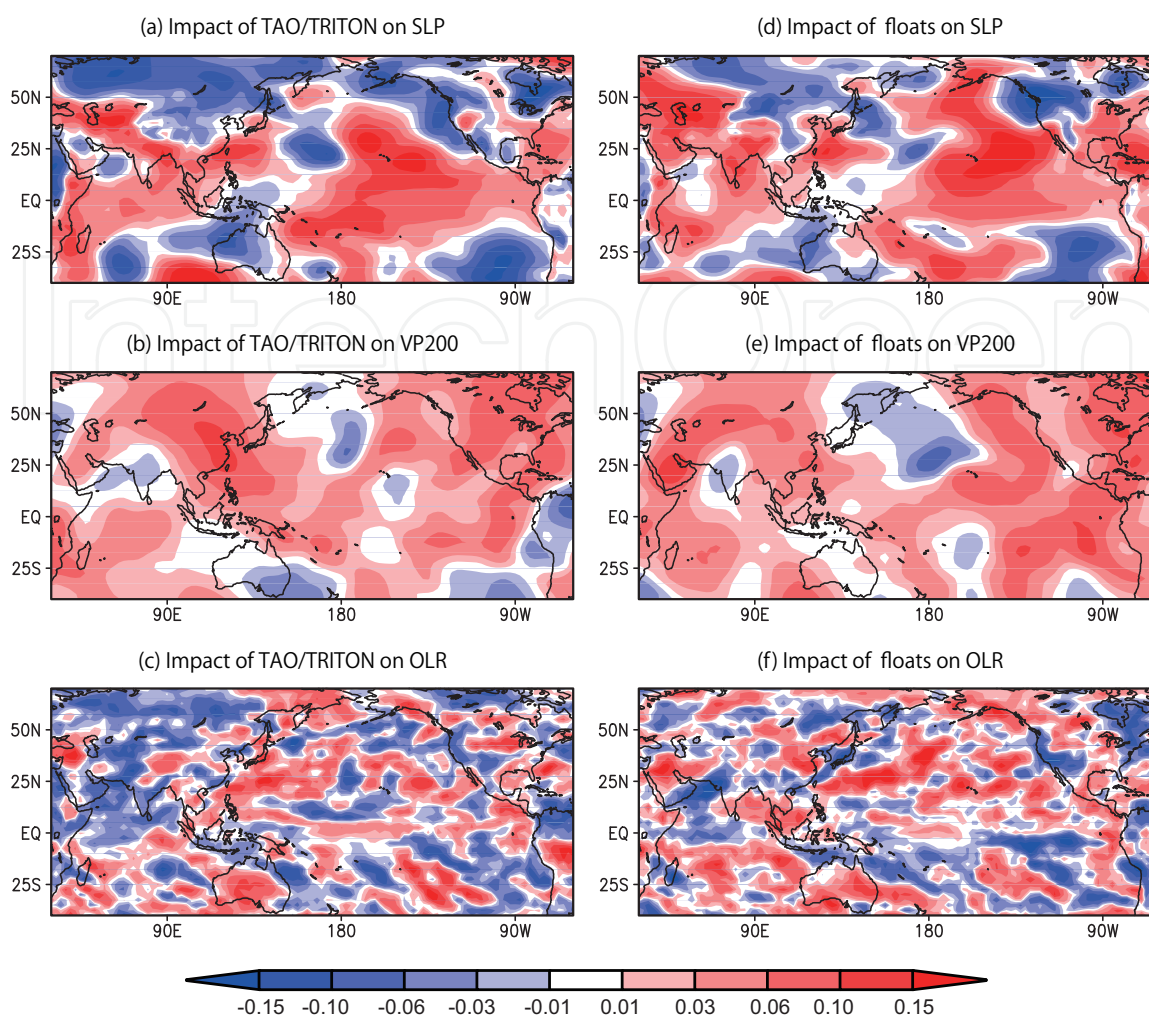 (a) Impact of TAO/TRITON on SLP
50N
25N
EQ
25S
90E 180 90W
(d) Impact of floats on SLP
50N
25N
EQ
25S
90E 180 90W
(b) Impact of TAO/TRITON on VP200
50N
25N
EQ
25S
90E 180 90W
(e) Impact of floats on VP200
50N
25N
EQ
25S
90E 180 90W
(c) Impact of TAO/TRITON on OLR
50N
25N
EQ
25S
90E 180 90W
(f) Impact of floats on OLR
50N
25N
EQ
25S
90E 180 90W
-0.15 -0.10 -0.06 -0.03 -0.01 0.01 0.03 0.06 0.10 0.15
IntechOpen